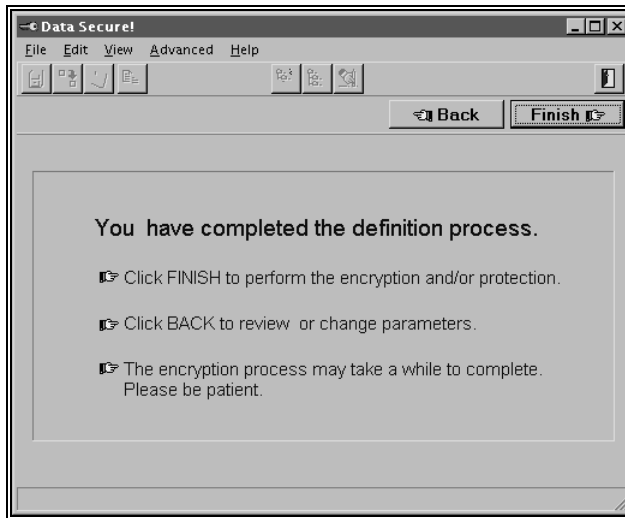 Data Secure!
File Edit View Advanced Help
Back Finish
You have completed the definition process.
Click FINISH to perform the encryption and/or protection.
Click BACK to review or change parameters.
The encryption process may take a while to complete.
Please be patient.